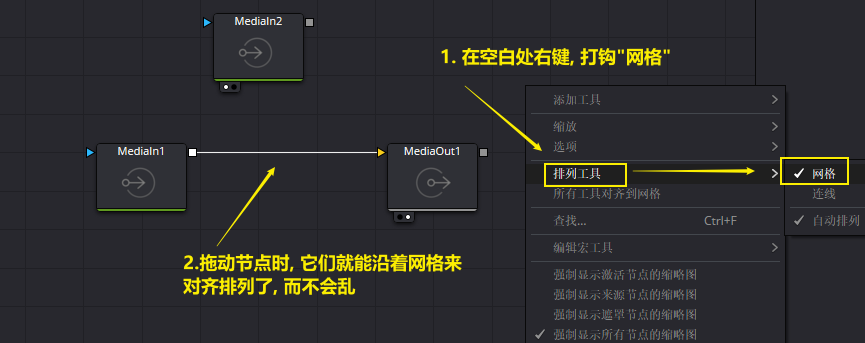 MediaIn2
1. 在空白处右键, 打钩"网格"
添加工具
缩放
选项
MediaIn1
MediaOut1
排列工具
网格
所有工具对齐到网格
连线
查找... Ctrl+F
自动排列
编辑宏工具
2.拖动节点时, 它们就能沿着网格来
对齐排列了, 而不会乱
强制显示激活节点的缩略图
强制显示来源节点的缩略图
强制显示遮罩节点的缩略图
强制显示所有节点的缩略图